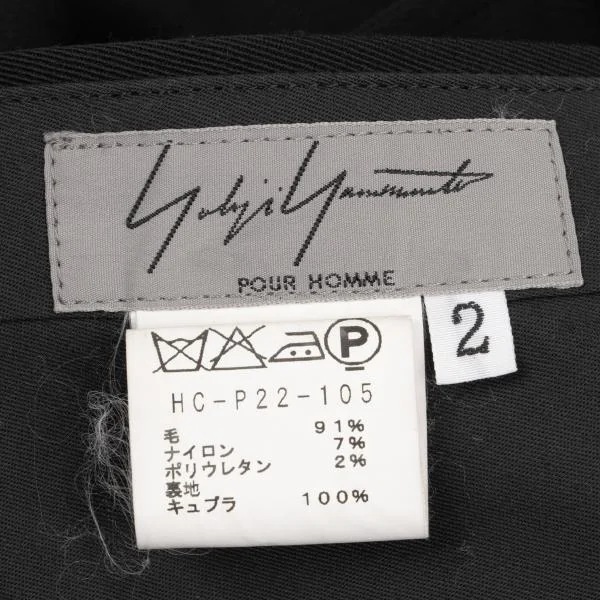 Yohji Yamamoto
POUR HOMME
2
P
HC-P22-105
毛 91%
ナイロン 7%
ポリウレタン 2%
裏地
キュプラ 100%